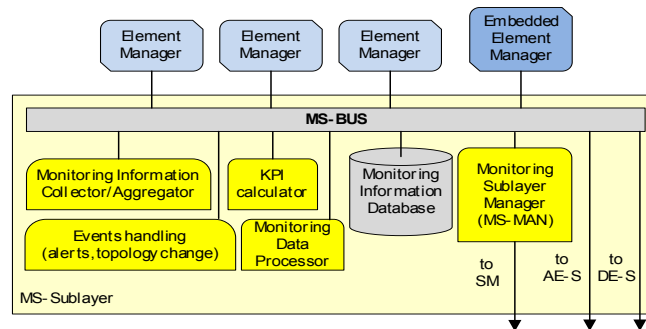 Element
Manager
Element
Manager
Element
Manager
Embedded
Element
Manager
MS-BUS
Monitoring Information
Collector/Aggregator
KPI
calculator
Monitoring
Information
Database
Monitoring
Sublayer
Manager
(MS-MAN)
Events handling
(alerts, topology change)
Monitoring
Data
Processor
to
SM
to
AE-S
to
DE-S
MS-Sublayer